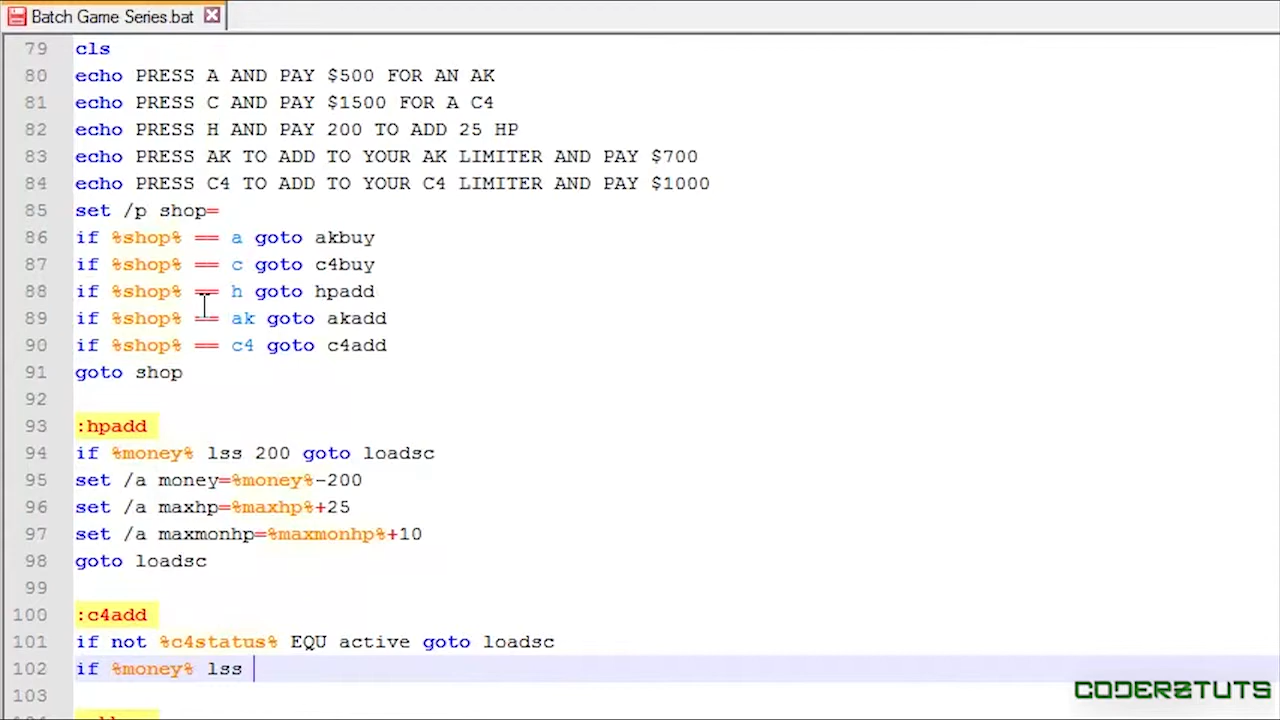 Batch Game Series.bat
79 cls
80 echo PRESS A AND PAY $500 FOR AN AK
81 echo PRESS C AND PAY $1500 FOR A C4
82 echo PRESS H AND PAY 200 TO ADD 25 HP
83 echo PRESS AK TO ADD TO YOUR AK LIMITER AND PAY $700
84 echo PRESS C4 TO ADD TO YOUR C4 LIMITER AND PAY $1000
85 set /p shop=
86 if %shop% == a goto akbuy
87 if %shop% == c goto c4buy
88 if %shop% == h goto hpadd
89 if %shop% == ak goto akadd
90 if %shop% == c4 goto c4add
91 goto shop
92
93 :hpadd
94 if %money% lss 200 goto loadsc
95 set /a money=%money%-200
96 set /a maxhp=%maxhp%+25
97 set /a maxmonhp=%maxmonhp%+10
98 goto loadsc
99
100 :c4add
101 if not %c4status% EQU active goto loadsc
102 if %money% lss
103
CODERZTUTS